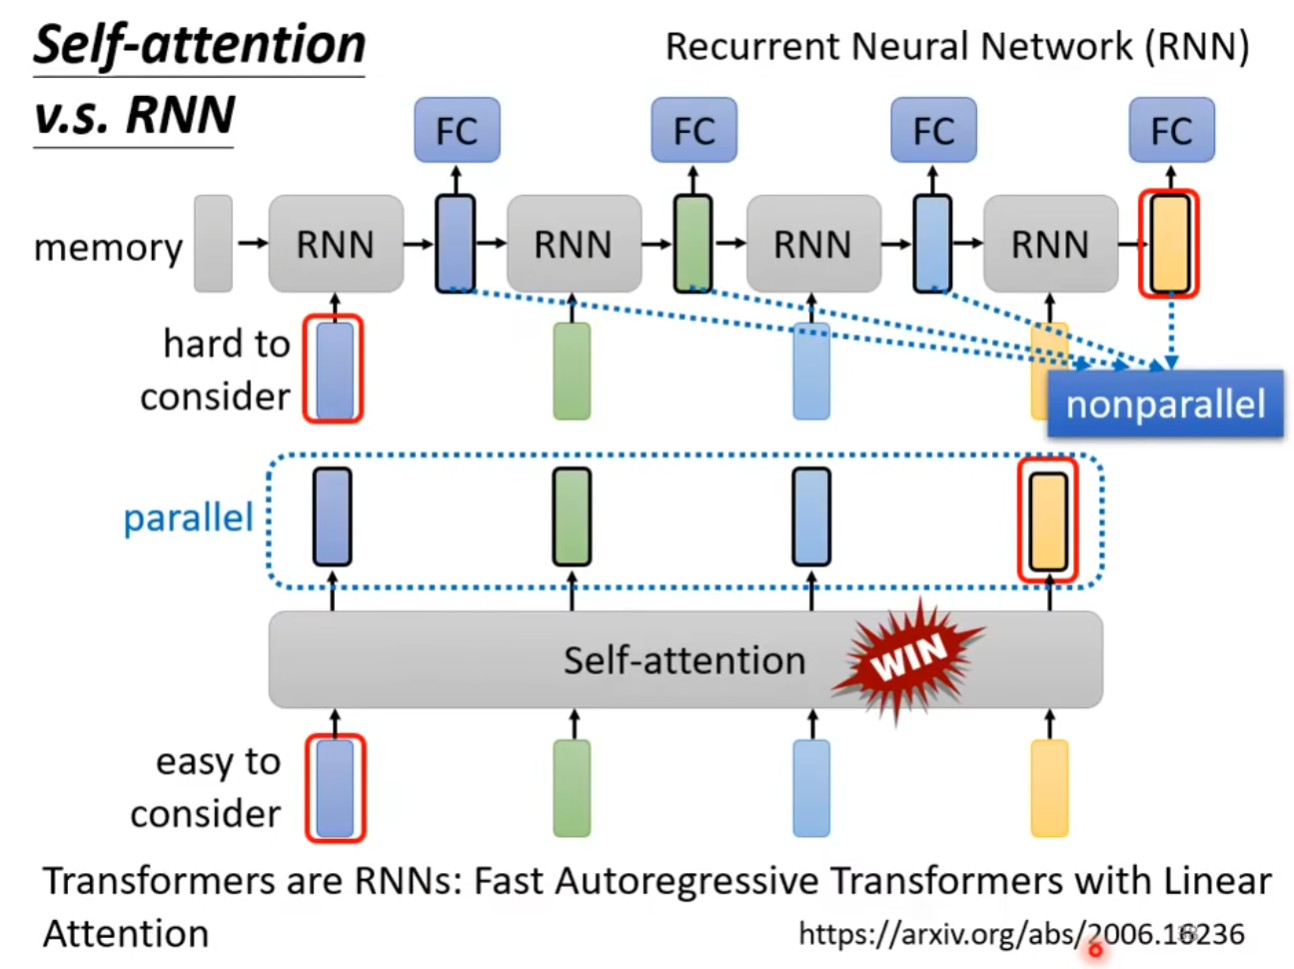 Self-attention
v.s. RNN
Recurrent Neural Network (RNN)
FC FC FC FC
memory RNN RNN RNN RNN
hard to
consider
nonparallel
parallel
Self-attention WIN
easy to
consider
Transformers are RNNs: Fast Autoregressive Transformers with Linear
Attention
https://arxiv.org/abs/2006.16236